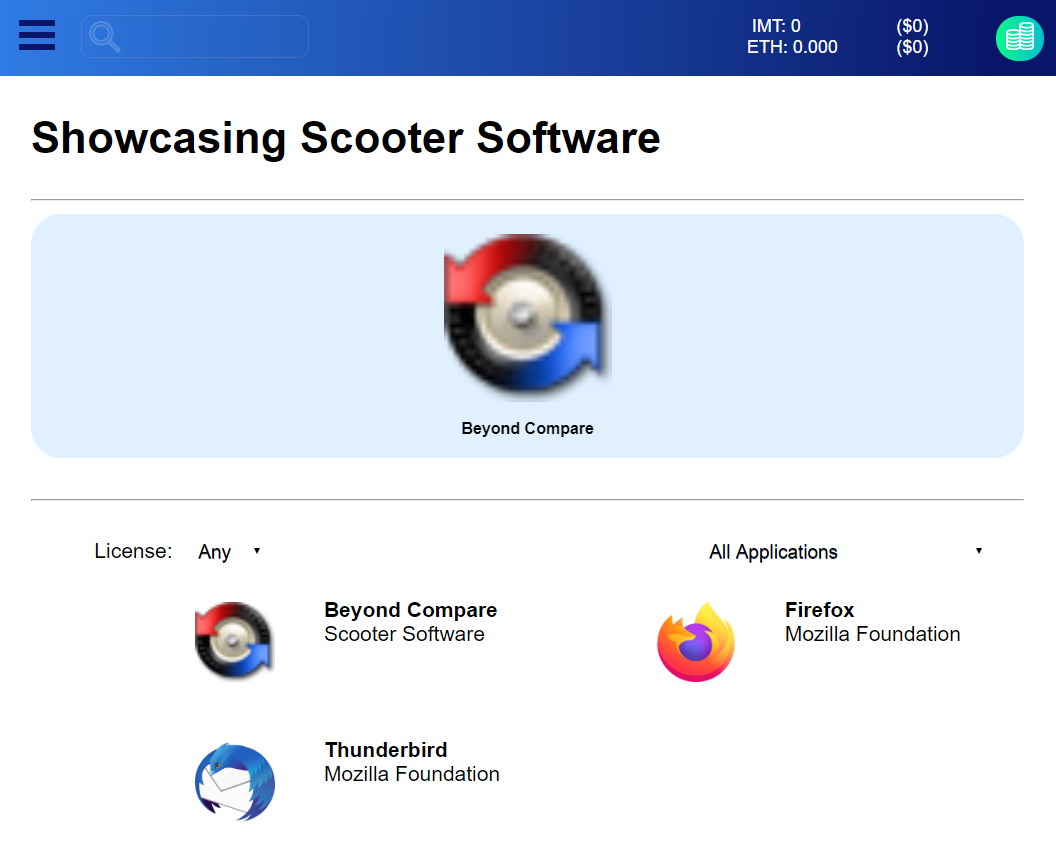 IMT: 0 ($0)
ETH: 0.000 ($0)
Showcasing Scooter Software
Beyond Compare
License: Any
All Applications
Beyond Compare
Scooter Software
Firefox
Mozilla Foundation
Thunderbird
Mozilla Foundation